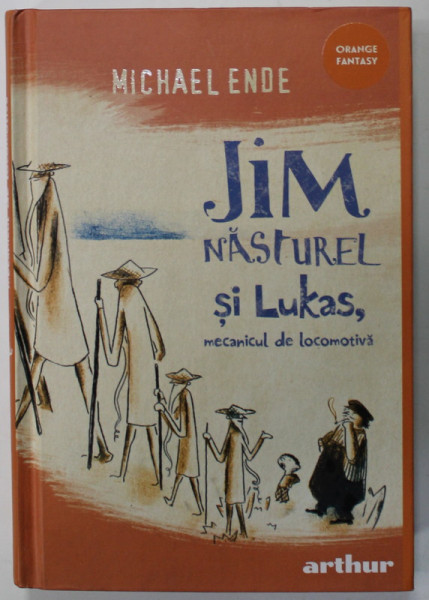 ORANGE
FANTASY
MICHAEL ENDE
JiM
NĂSTUREL
și Lukas,
mecanicul de locomotivă
arthur